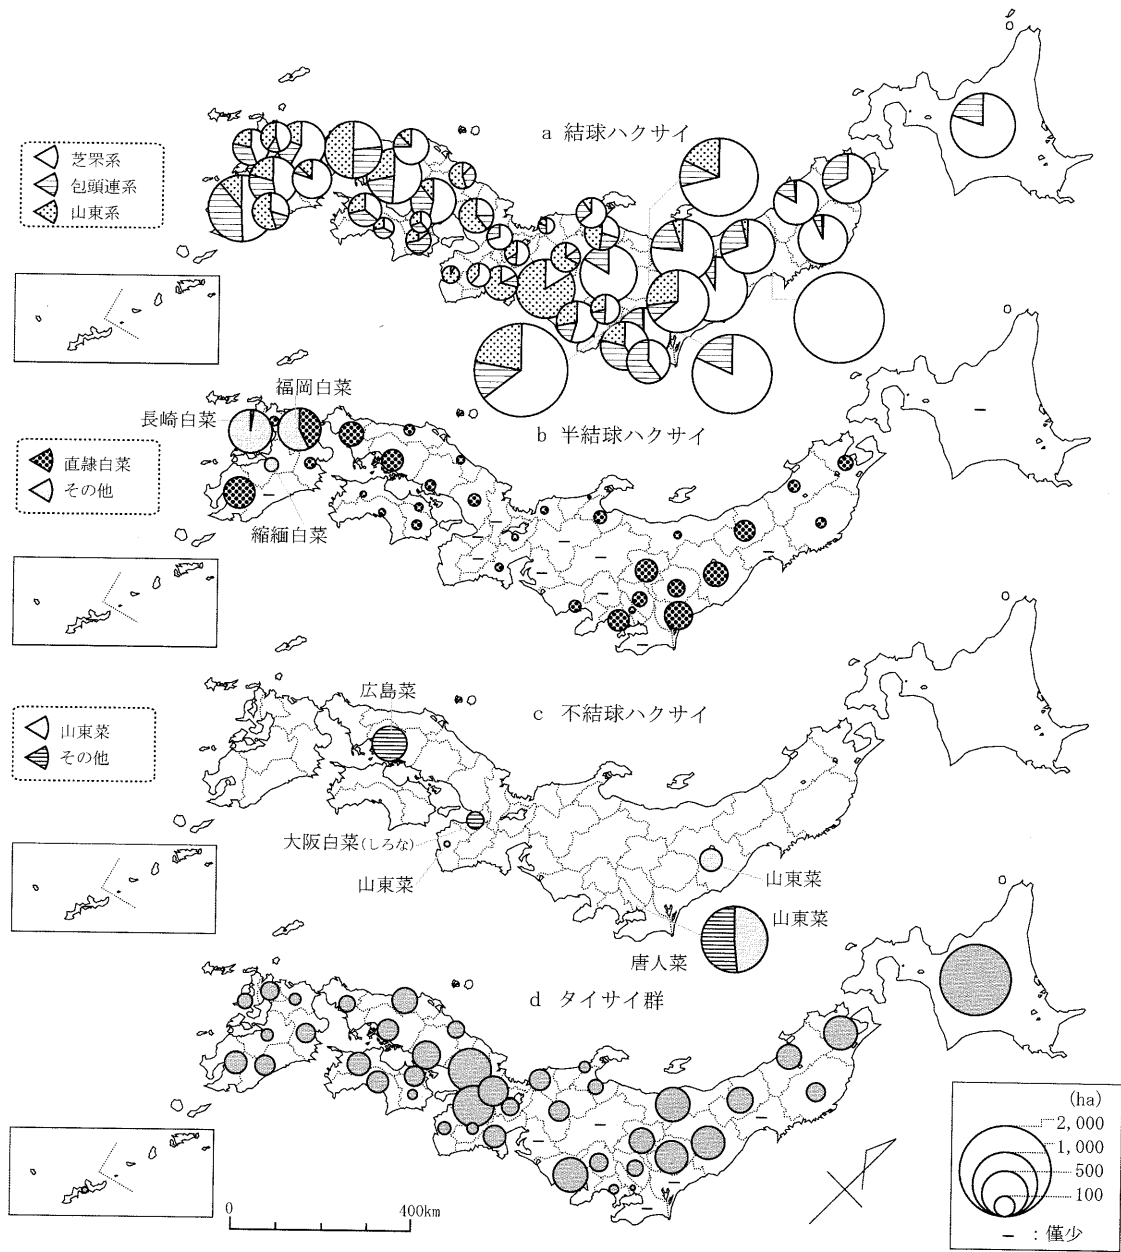 a 結球ハクサイ
芝罘系
包頭連系
山東系
福岡白菜
長崎白菜
b 半結球ハクサイ
直隷白菜
その他
縮緬白菜
広島菜
c 不結球ハクサイ
山東菜
その他
大阪白菜(しろな)
山東菜
山東菜
山東菜
唐人菜
d タイサイ群
(ha)
2,000
1,000
500
100
− : 僅少
0
400km